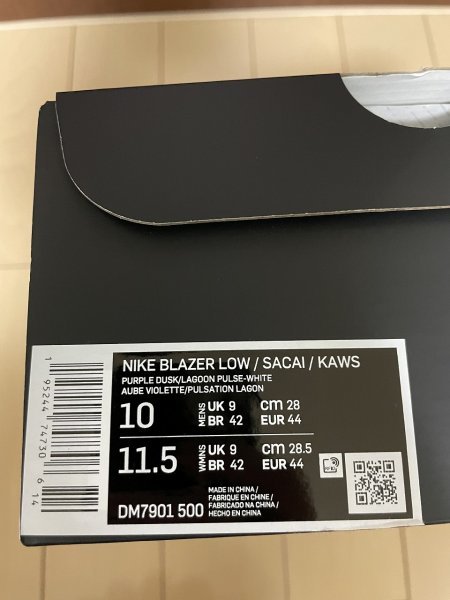 NIKE BLAZER LOW / SACAI / KAWS
PURPLE DUSK/LAGOON PULSE-WHITE
AUBE VIOLETTE/PULSATION LAGON
10 MENS UK 9 CM 28
BR 42 EUR 44
11.5 WMNS UK 9 CM 28.5
BR 42 EUR 44
MADE IN CHINA /
FABRIQUE EN CHINE /
FABRICADO NA CHINA /
HECHO EN CHINA
DM7901 500
1 95244 74730 6 14